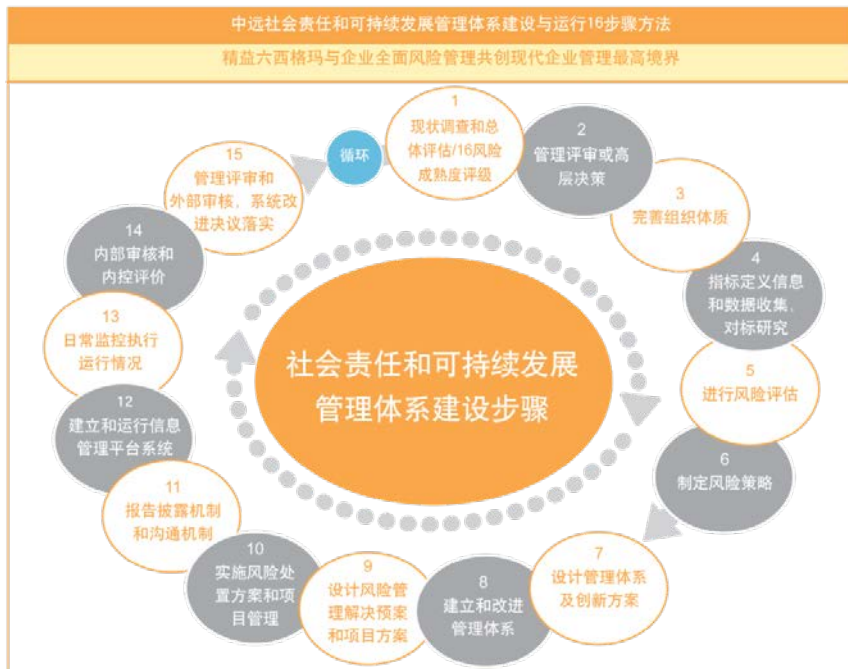 中远社会责任和可持续发展管理体系建设与运行16步骤方法
精益六西格玛与企业全面风险管理共创现代企业管理最高境界
1
现状调查和总
体评估/16风险
成熟度评级
2
管理评审或高
层决策
3
完善组织体质
4
指标定义信息
和数据收集,
对标研究
5
进行风险评估
6
制定风险策略
7
设计管理体系
及创新方案
8
建立和改进
管理体系
9
设计风险管
理解决预案
和项目方案
10
实施风险处
置方案和项
目管理
11
报告披露机制
和沟通机制
12
建立和运行信息
管理平台系统
13
日常监控执行
运行情况
14
内部审核和
内控评价
15
管理评审和
外部审核、系统改
进决议落实
循环
社会责任和可持续发展
管理体系建设步骤